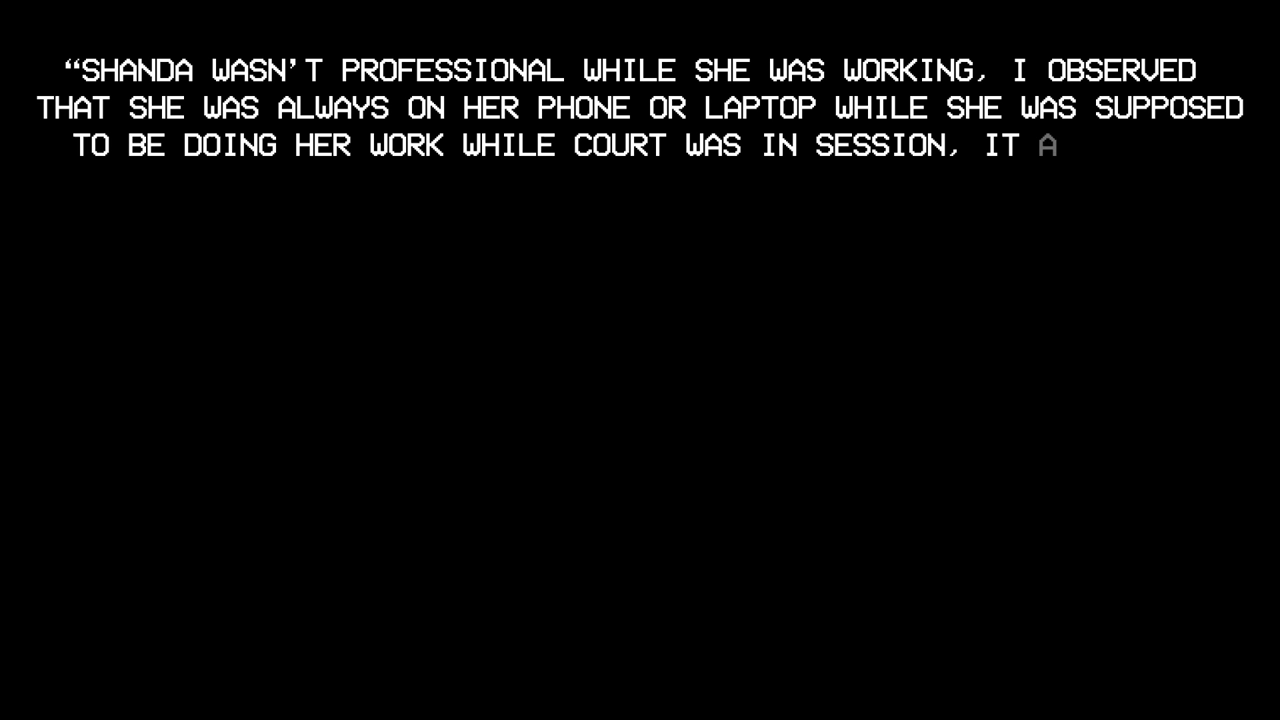 “SHANDA WASN’T PROFESSIONAL WHILE SHE WAS WORKING, I OBSERVED
THAT SHE WAS ALWAYS ON HER PHONE OR LAPTOP WHILE SHE WAS SUPPOSED
TO BE DOING HER WORK WHILE COURT WAS IN SESSION, IT A